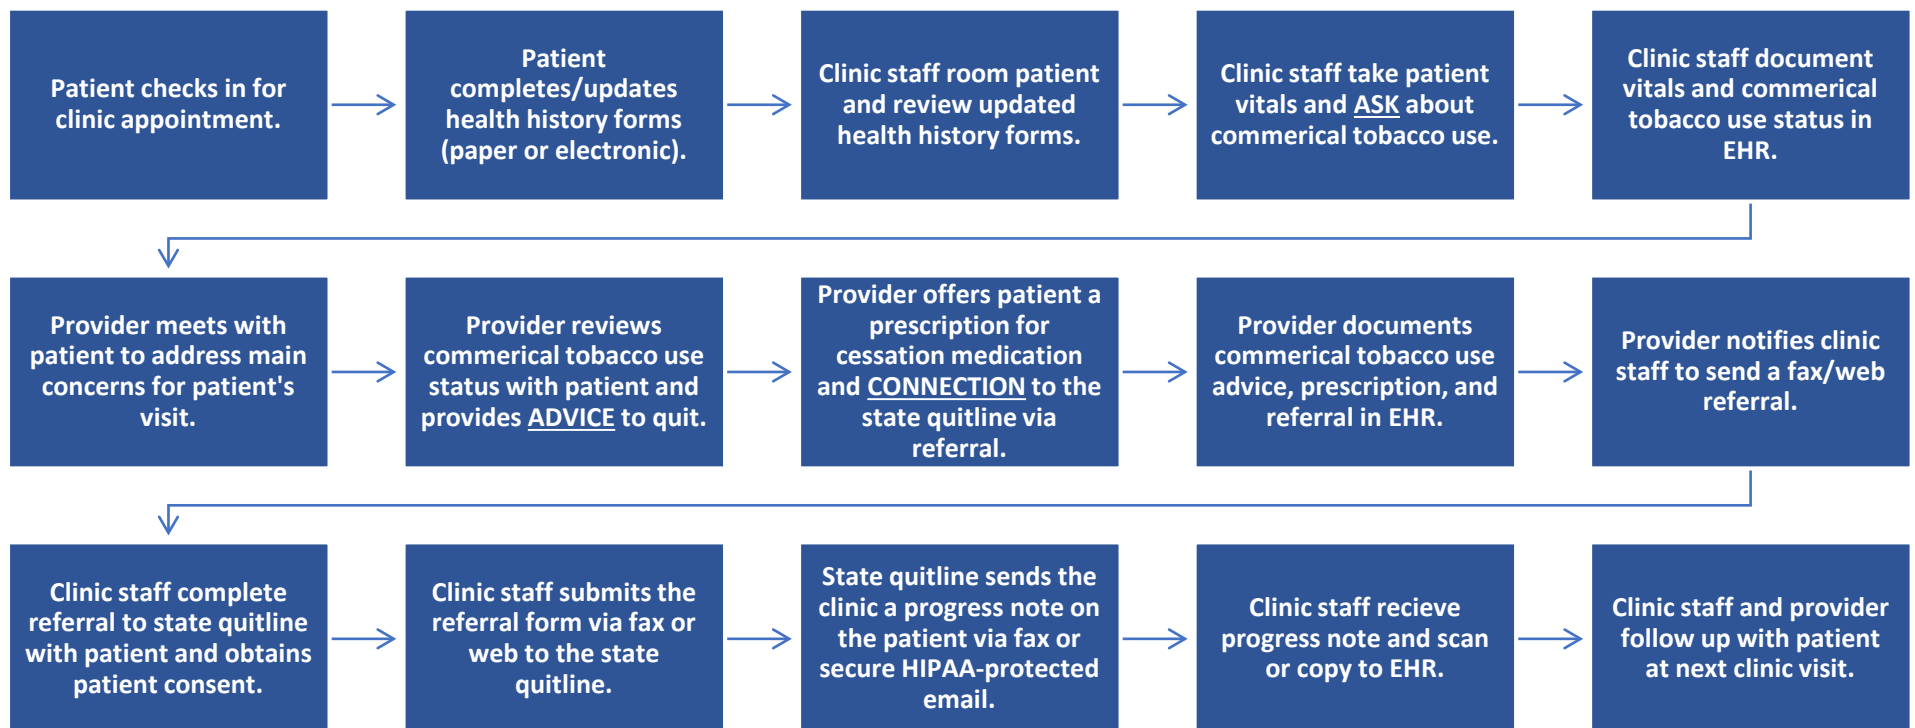 Patient checks in for
clinic appointment.
Patient
completes/updates
health history forms
(paper or electronic).
Clinic staff room patient
and review updated
health history forms.
Clinic staff take patient
vitals and ASK about
commerical tobacco use.
Clinic staff document
vitals and commerical
tobacco use status in
EHR.
Provider meets with
patient to address main
concerns for patient's
visit.
Provider reviews
commerical tobacco use
status with patient and
provides ADVICE to quit.
Provider offers patient a
prescription for
cessation medication
and CONNECTION to the
state quitline via
referral.
Provider documents
commerical tobacco use
advice, prescription, and
referral in EHR.
Provider notifies clinic
staff to send a fax/web
referral.
Clinic staff complete
referral to state quitline
with patient and obtains
patient consent.
Clinic staff submits the
referral form via fax or
web to the state
quitline.
State quitline sends the
clinic a progress note on
the patient via fax or
secure HIPAA-protected
email.
Clinic staff recieve
progress note and scan
or copy to EHR.
Clinic staff and provider
follow up with patient
at next clinic visit.